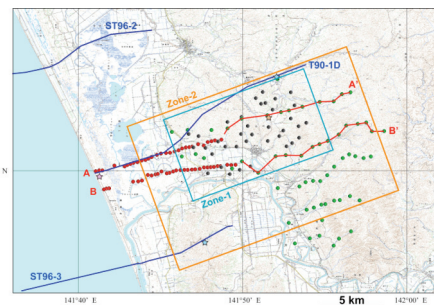 ST96-2
T90-1D
Zone-2
A'
B'
A
B
N
Zone-1
ST96-3
5 km
141°40' E
141°50' E
142°00' E